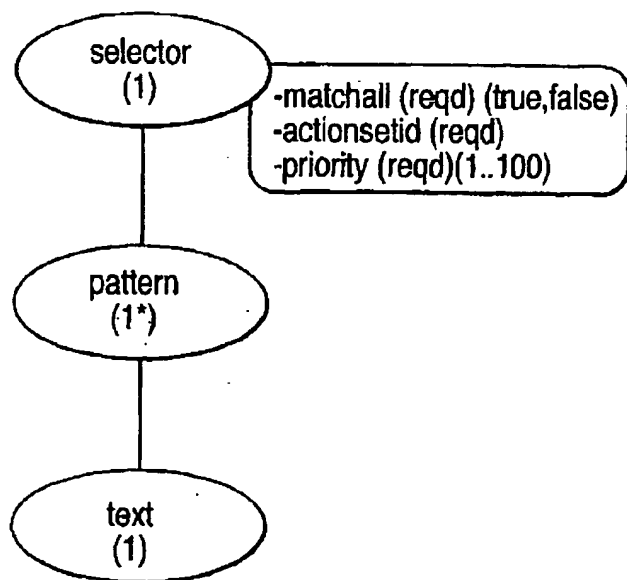 selector
(1)
-matchall (reqd) (true,false)
-actionsetid (reqd)
-priority (reqd)(1..100)
pattern
(1*)
text
(1)